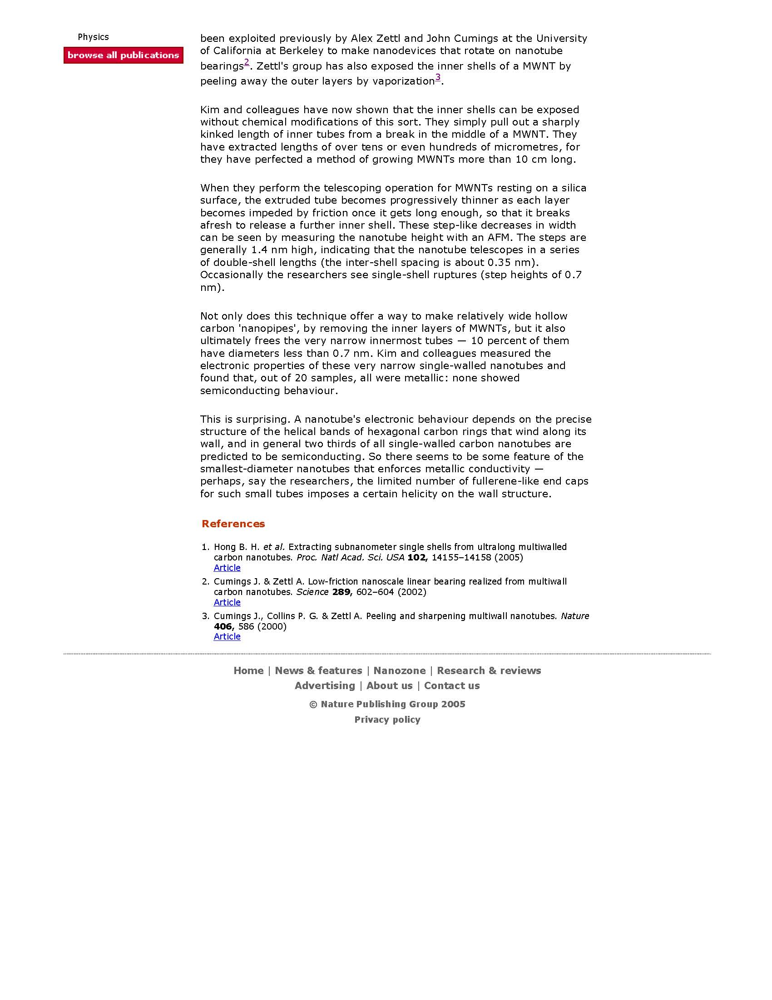 Physics
browse all publications
been exploited previously by Alex Zettl and John Cumings at the University
of California at Berkeley to make nanodevices that rotate on nanotube
bearings2. Zettl's group has also exposed the inner shells of a MWNT by
peeling away the outer layers by vaporization3.
Kim and colleagues have now shown that the inner shells can be exposed
without chemical modifications of this sort. They simply pull out a sharply
kinked length of inner tubes from a break in the middle of a MWNT. They
have extracted lengths of over tens or even hundreds of micrometres, for
they have perfected a method of growing MWNTs more than 10 cm long.
When they perform the telescoping operation for MWNTs resting on a silica
surface, the extruded tube becomes progressively thinner as each layer
becomes impeded by friction once it gets long enough, so that it breaks
afresh to release a further inner shell. These step-like decreases in width
can be seen by measuring the nanotube height with an AFM. The steps are
generally 1.4 nm high, indicating that the nanotube telescopes in a series
of double-shell lengths (the inter-shell spacing is about 0.35 nm).
Occasionally the researchers see single-shell ruptures (step heights of 0.7
nm).
Not only does this technique offer a way to make relatively wide hollow
carbon 'nanopipes', by removing the inner layers of MWNTs, but it also
ultimately frees the very narrow innermost tubes — 10 percent of them
have diameters less than 0.7 nm. Kim and colleagues measured the
electronic properties of these very narrow single-walled nanotubes and
found that, out of 20 samples, all were metallic: none showed
semiconducting behaviour.
This is surprising. A nanotube's electronic behaviour depends on the precise
structure of the helical bands of hexagonal carbon rings that wind along its
wall, and in general two thirds of all single-walled carbon nanotubes are
predicted to be semiconducting. So there seems to be some feature of the
smallest-diameter nanotubes that enforces metallic conductivity —
perhaps, say the researchers, the limited number of fullerene-like end caps
for such small tubes imposes a certain helicity on the wall structure.
References
1. Hong B. H. et al. Extracting subnanometer single shells from ultralong multiwalled
carbon nanotubes. Proc. Natl Acad. Sci. USA 102, 14155–14158 (2005)
Article
2. Cumings J. & Zettl A. Low-friction nanoscale linear bearing realized from multiwall
carbon nanotubes. Science 289, 602–604 (2002)
Article
3. Cumings J., Collins P. G. & Zettl A. Peeling and sharpening multiwall nanotubes. Nature
406, 586 (2000)
Article
Home | News & features | Nanozone | Research & reviews
Advertising | About us | Contact us
© Nature Publishing Group 2005
Privacy policy